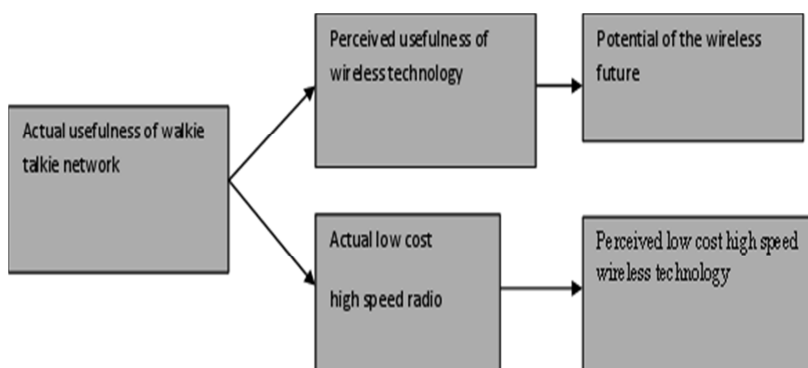 Perceived usefulness of
wireless technology
Potential of the wireless
future
Actual usefulness of walkie
talkie network
Actual low cost
high speed radio
Perceived low cost high speed
wireless technology